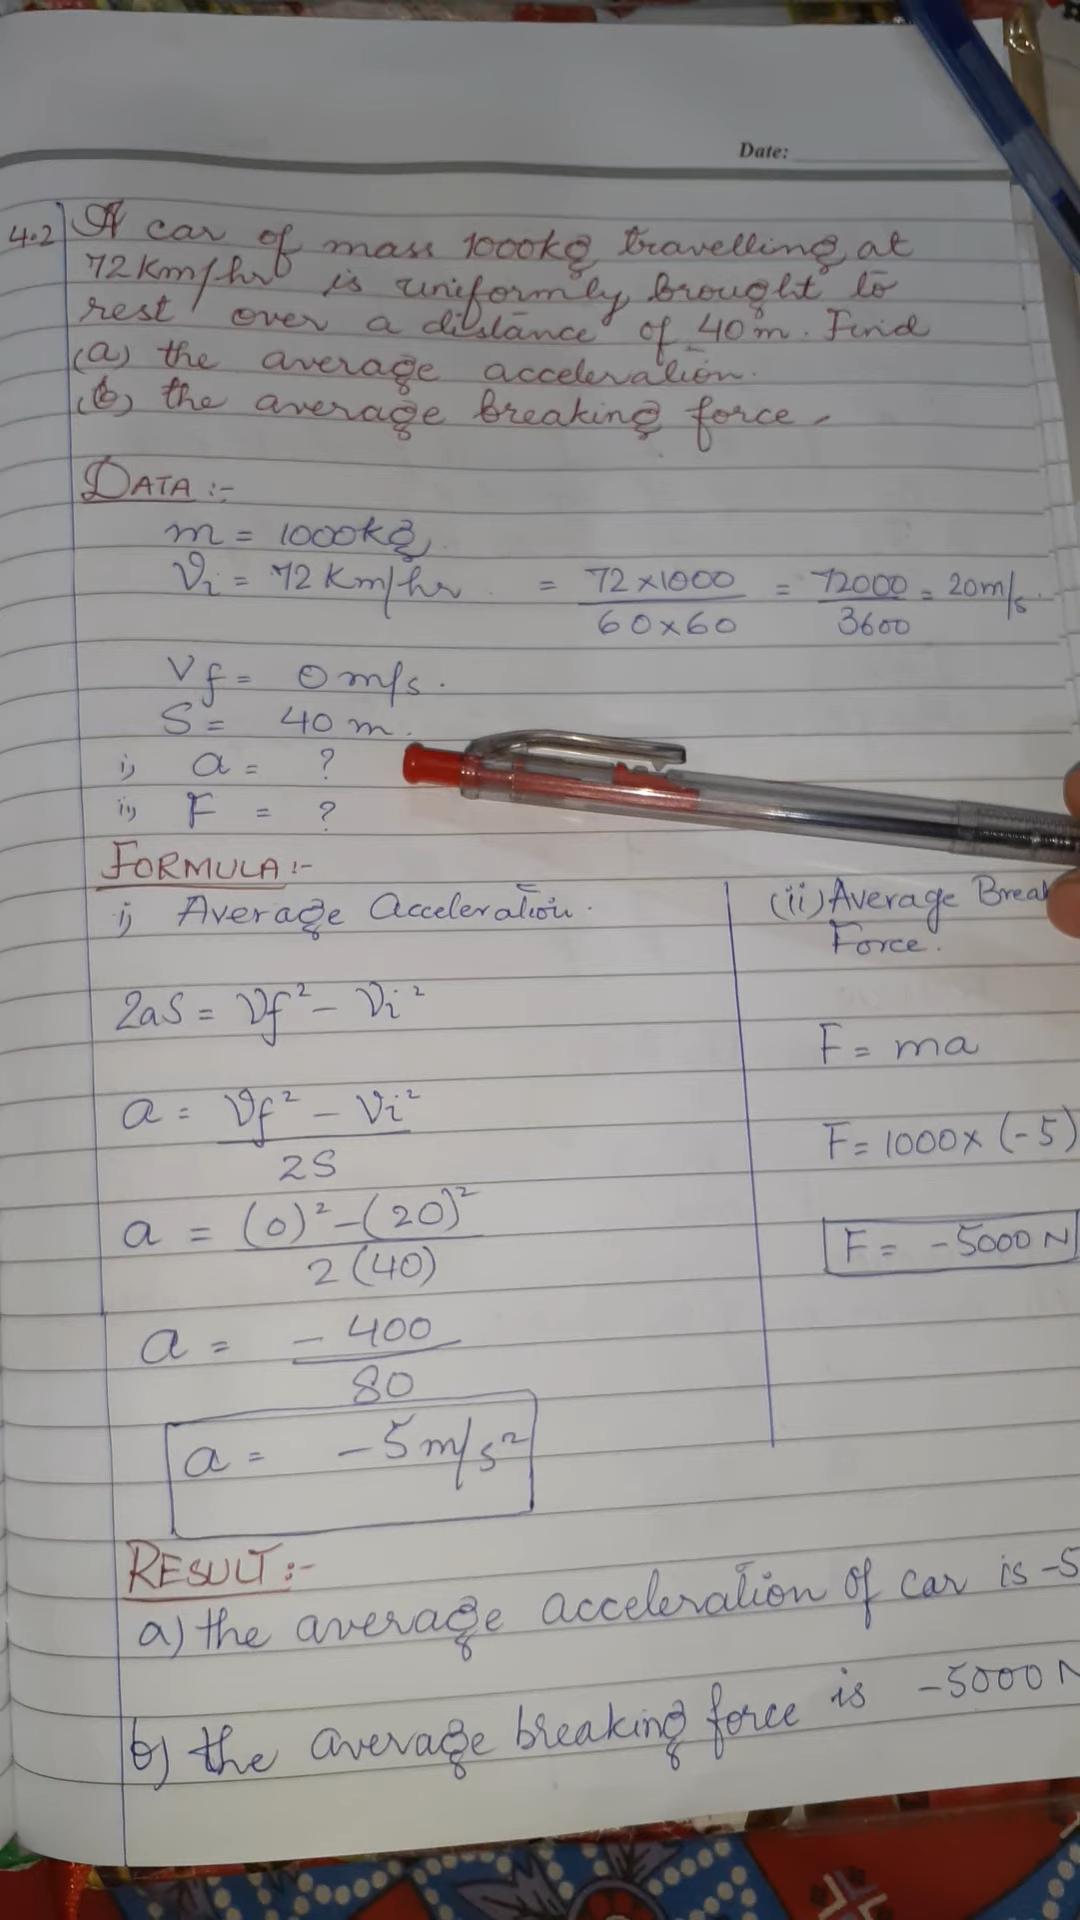 Date:
4.2 A car of mass 1000kg travelling at
72km/hr is uniformly brought to
rest over a distance of 40m. Find
(a) the average acceleration.
(b) the average breaking force.
DATA :-
m = 1000kg
Vi = 72 Km/hr = 72×1000 / 60×60 = 72000 / 3600 = 20m/s.
Vf = 0 m/s.
S = 40 m.
i) a = ?
ii) F = ?
FORMULA :-
i) Average Acceleration.
2aS = Vf² - Vi²
a = Vf² - Vi² / 2S
a = (0)² - (20)² / 2(40)
a = - 400 / 80
a = - 5 m/s²
(ii) Average Break
Force.
F = ma
F = 1000 × (-5)
F = - 5000 N
RESULT :-
a) the average acceleration of car is -5
b) the average breaking force is -5000 N